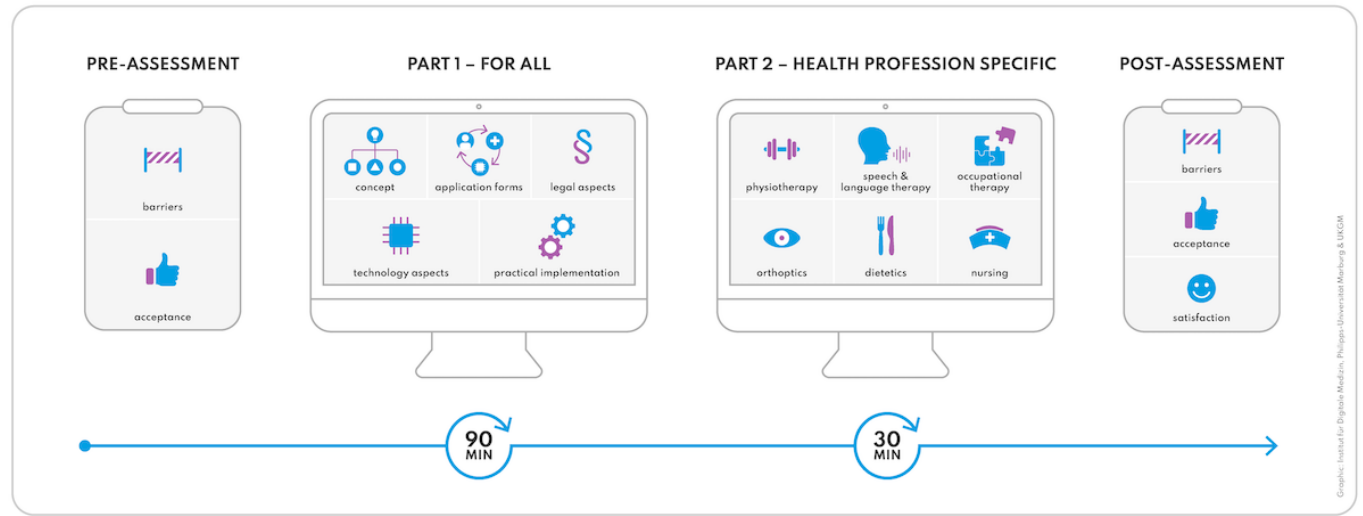 PRE-ASSESSMENT
barriers
acceptance
PART 1 – FOR ALL
concept
application forms
legal aspects
technology aspects
practical implementation
PART 2 – HEALTH PROFESSION SPECIFIC
physiotherapy
speech &
language therapy
occupational
therapy
orthoptics
dietetics
nursing
POST-ASSESSMENT
barriers
acceptance
satisfaction
90
MIN
30
MIN
Graphic: Institut für Digitale Medizin, Philipps-Universität Marburg & UKGM